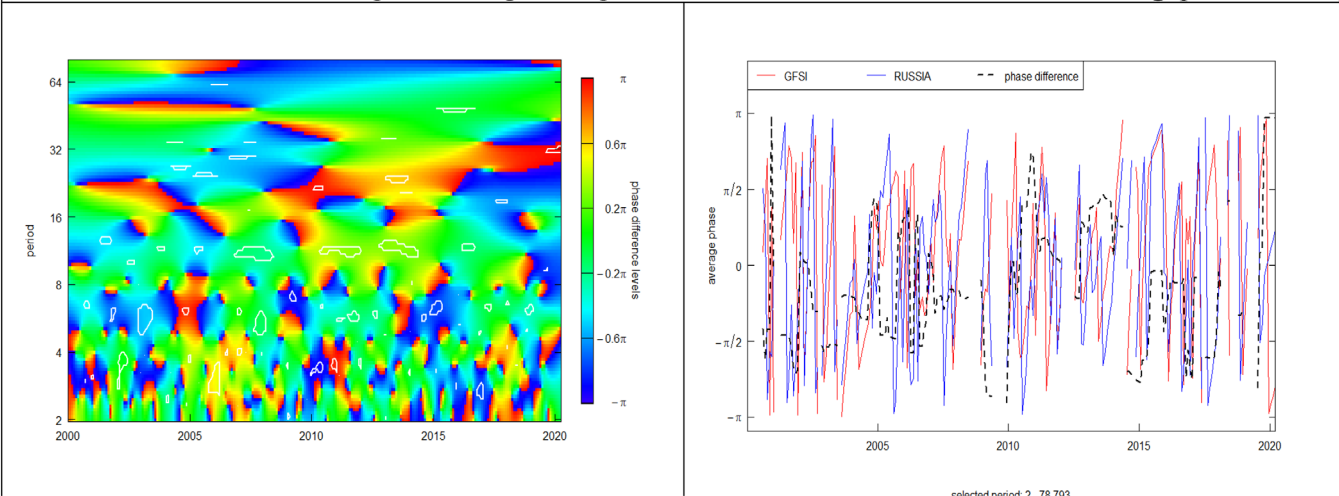 64
32
16
8
4
2
period
2000
2005
2010
2015
2020
π
0.6π
0.2π
-0.2π
-0.6π
-π
phase difference levels
GFSI
RUSSIA
phase difference
π
π/2
0
-π/2
-π
average phase
2005
2010
2015
2020